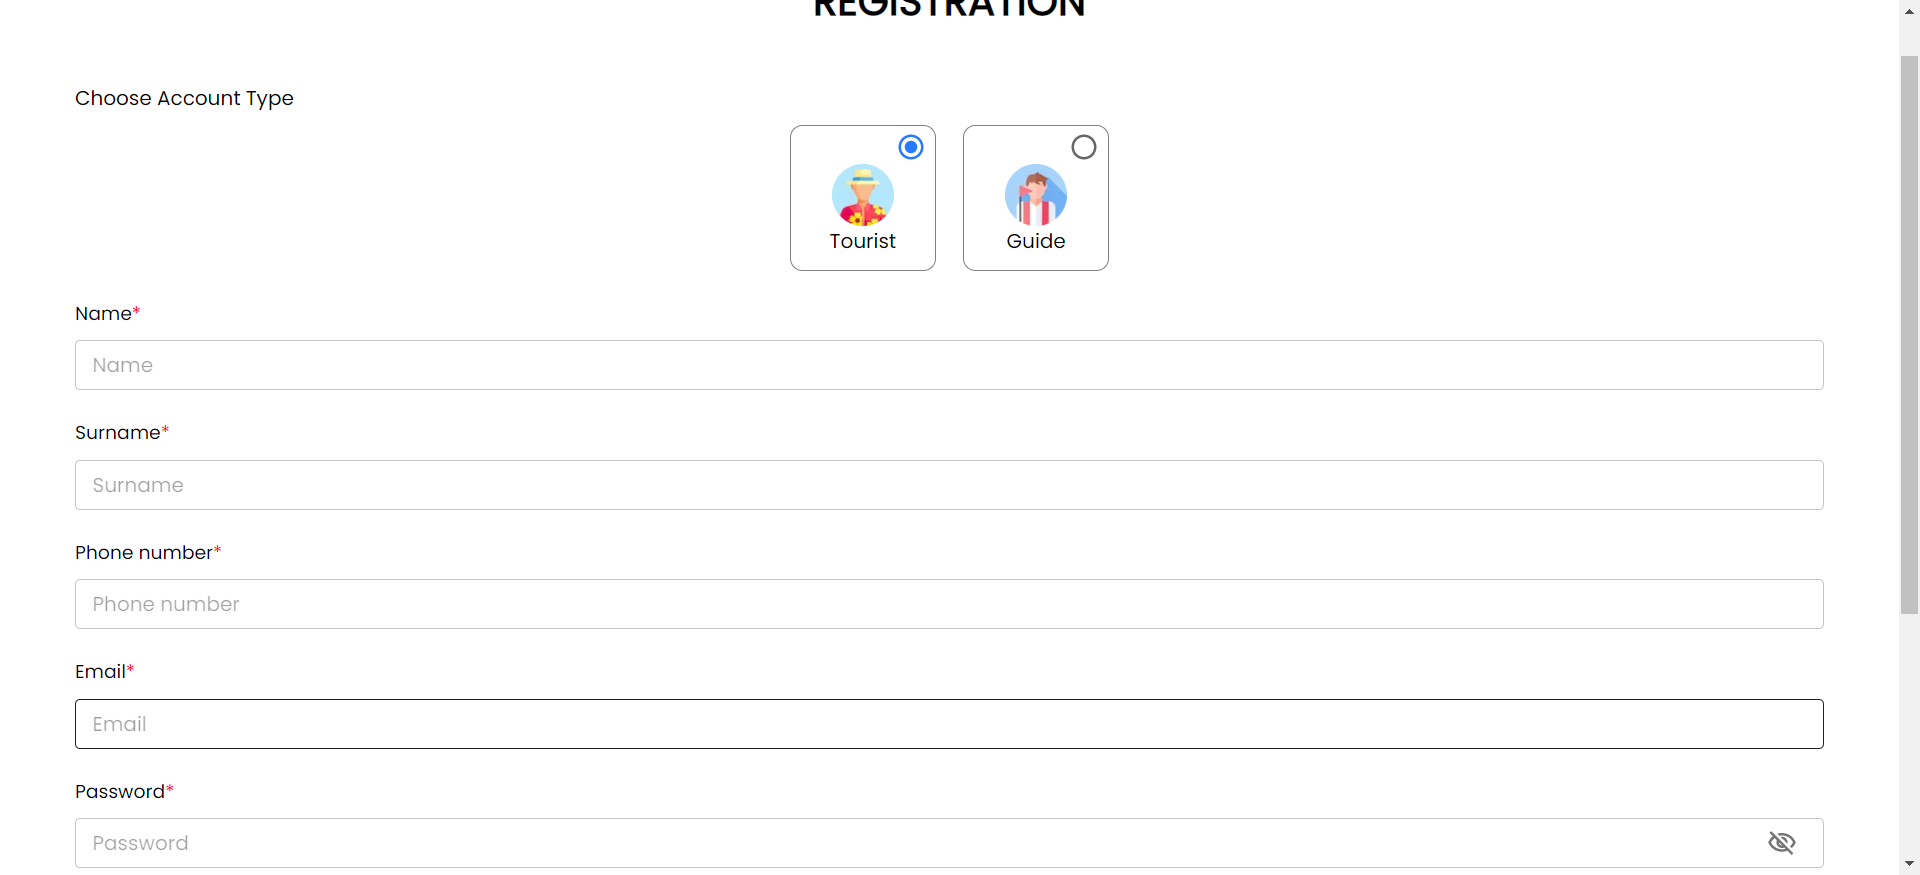 REGISTRATION
Choose Account Type
Tourist
Guide
Name*
Name
Surname*
Surname
Phone number*
Phone number
Email*
Email
Password*
Password